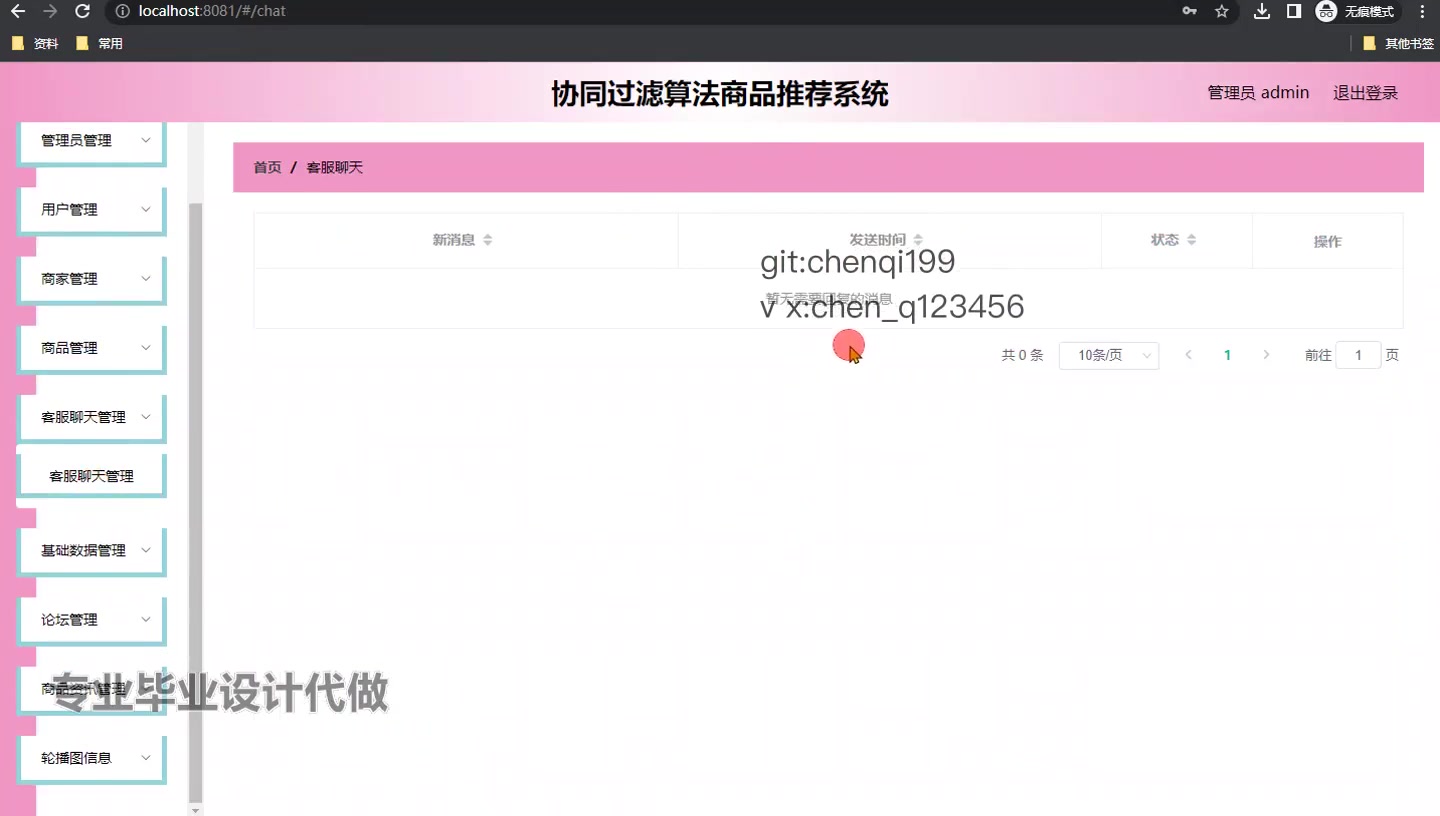 localhost:8081/#/chat
无痕模式
资料
常用
其他书签
协同过滤算法商品推荐系统
管理员 admin
退出登录
管理员管理
用户管理
商家管理
商品管理
客服聊天管理
客服聊天管理
基础数据管理
论坛管理
商品资讯管理
轮播图信息
首页 / 客服聊天
新消息
发送时间
状态
操作
git:chenqi199
暂无需要回复的消息
v x:chen_q123456
共 0 条
10条/页
1
前往
1
页
专业毕业设计代做